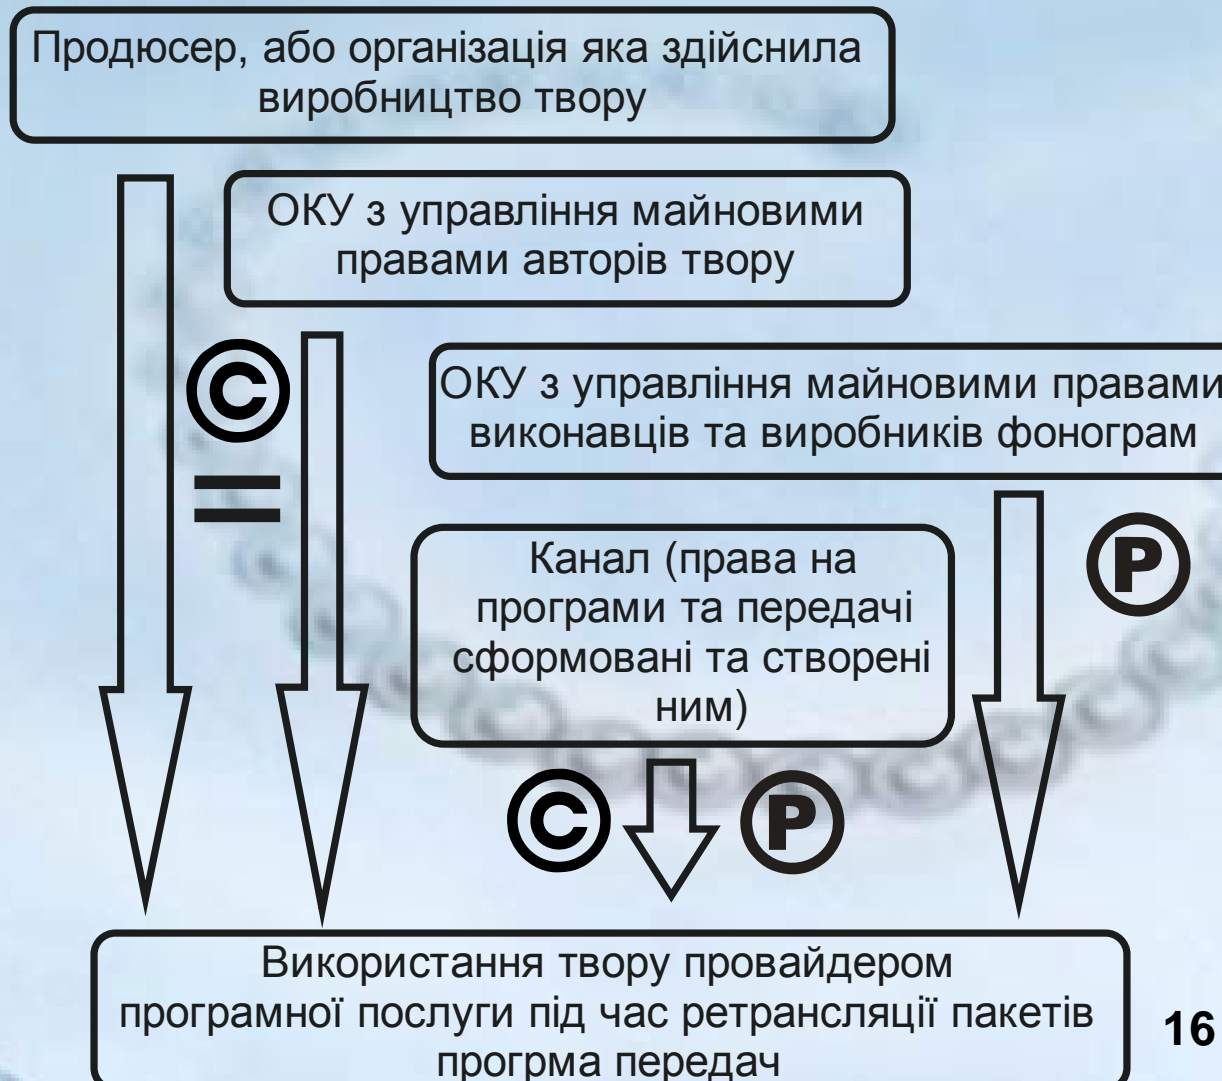 Продюсер, або організація яка здійснила
виробництво твору
ОКУ з управління майновими
правами авторів твору
©
=
ОКУ з управління майновими правами
виконавців та виробників фонограм
℗
Канал (права на
програми та передачі
сформовані та створені
ним)
© ℗
Використання твору провайдером
програмної послуги під час ретрансляції пакетів
прогрма передач
16